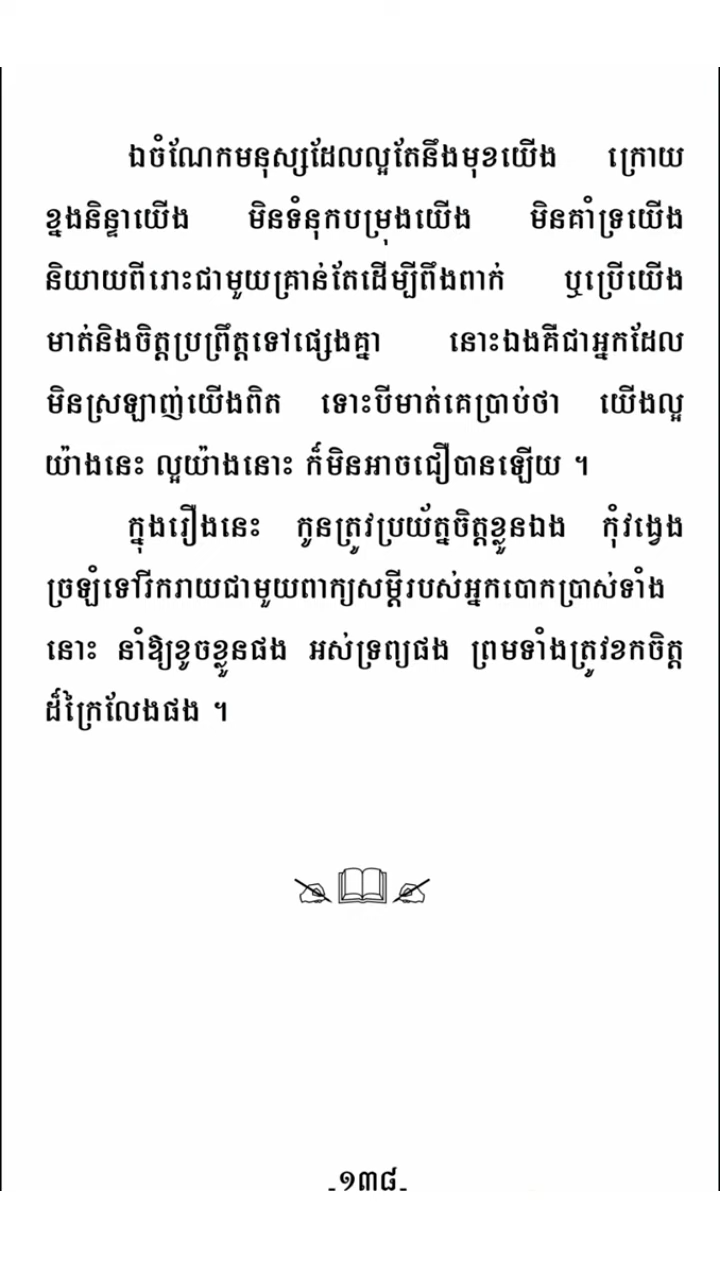 ឯចំណែកមនុស្សដែលល្អតែនឹងមុខយើង ក្រោយ
ខ្នងនិន្ទាយើង មិនទំនុកបម្រុងយើង មិនគាំទ្រយើង
និយាយពីរោះជាមួយគ្រាន់តែដើម្បីពឹងពាក់ ឬប្រើយើង
មាត់និងចិត្តប្រព្រឹត្តទៅផ្សេងគ្នា នោះឯងគឺជាអ្នកដែល
មិនស្រឡាញ់យើងពិត ទោះបីមាត់គេប្រាប់ថា យើងល្អ
យ៉ាងនេះ ល្អយ៉ាងនោះ ក៏មិនអាចជឿបានឡើយ ។
ក្នុងរឿងនេះ កូនត្រូវប្រយ័ត្នចិត្តខ្លួនឯង កុំវង្វេង
ច្រឡំទៅរីករាយជាមួយពាក្យសម្ដីរបស់អ្នកបោកប្រាស់ទាំង
នោះ នាំឱ្យខូចខ្លួនផង អស់ទ្រព្យផង ព្រមទាំងត្រូវខកចិត្ត
ដ៏ក្រៃលែងផង ។
-១៣៨-